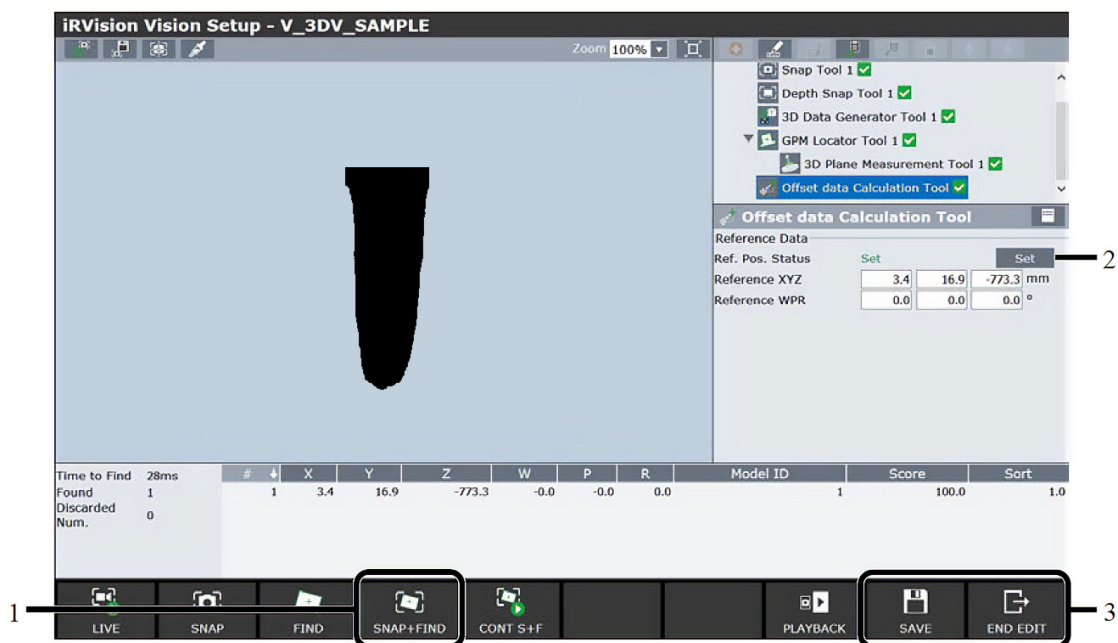 iRVision Vision Setup - V_3DV_SAMPLE
Zoom 100%
Snap Tool 1
Depth Snap Tool 1
3D Data Generator Tool 1
GPM Locator Tool 1
3D Plane Measurement Tool 1
Offset data Calculation Tool
Offset data Calculation Tool
Reference Data
Ref. Pos. Status Set Set 2
Reference XYZ 3.4 16.9 -773.3 mm
Reference WPR 0.0 0.0 0.0 °
Time to Find 28ms # X Y Z W P R Model ID Score Sort
Found 1 1 3.4 16.9 -773.3 -0.0 -0.0 0.0 1 100.0 1.0
Discarded
Num. 0
1 3
LIVE SNAP FIND SNAP+FIND CONT S+F PLAYBACK SAVE END EDIT